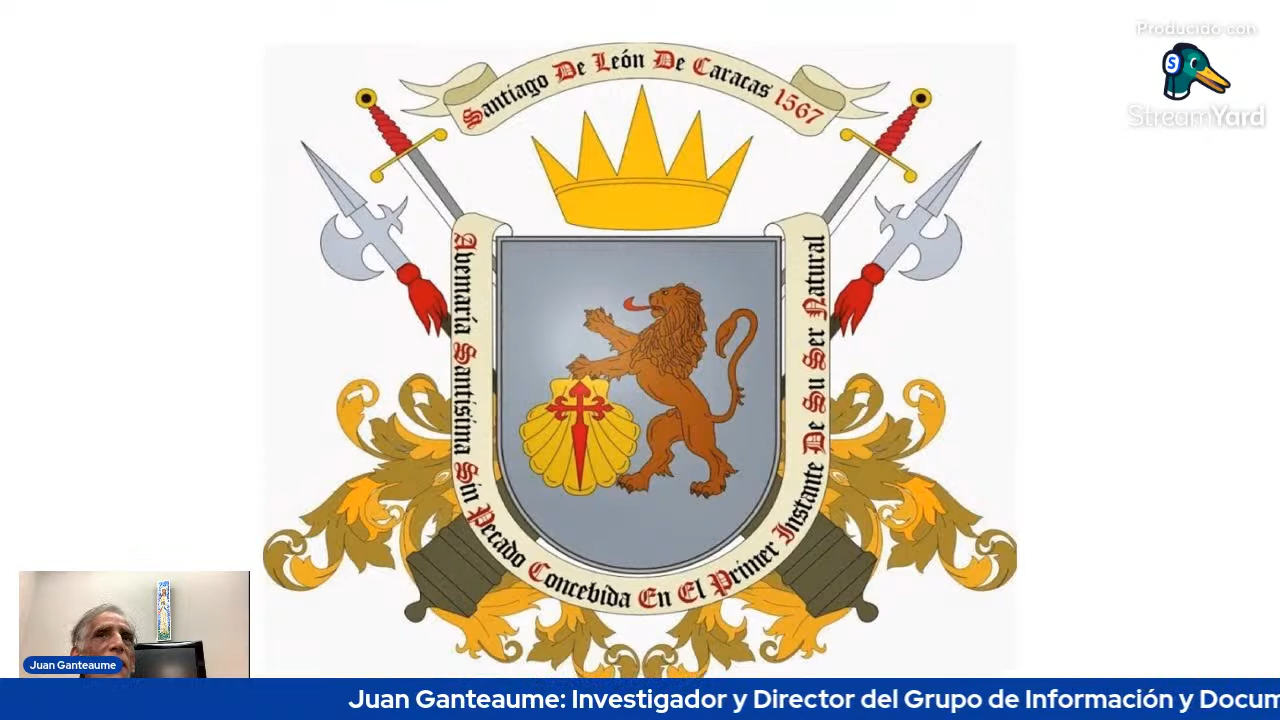 Producido con
StreamYard
Santiago De León De Caracas 1567
Abemaría Santísima Sin Pecado Concebida En El Primer Instante De Su Ser Natural
Juan Ganteaume
Juan Ganteaume: Investigador y Director del Grupo de Información y Docum